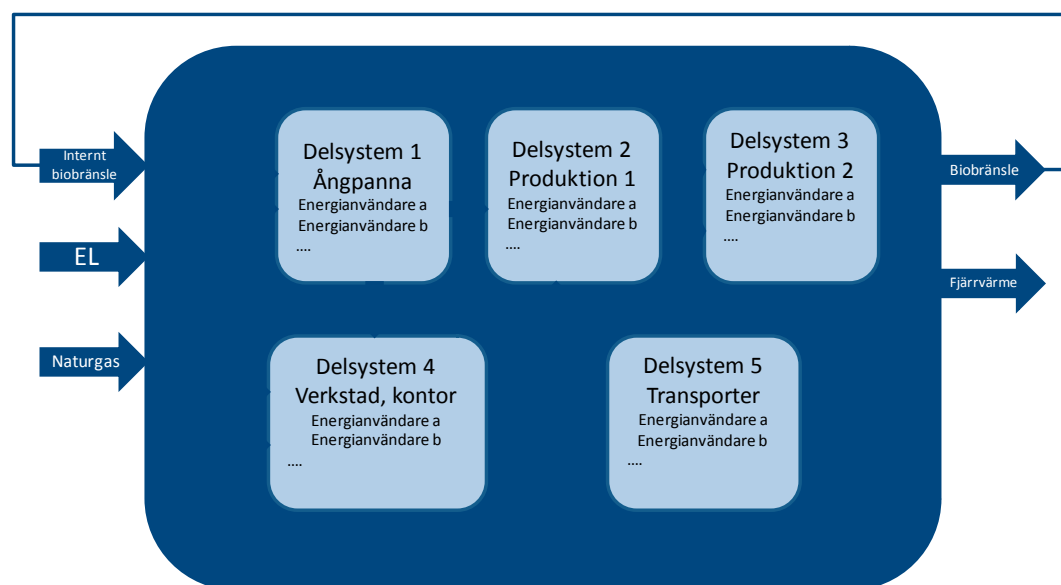 Internt
biobränsle
EL
Naturgas
Delsystem 1
Ångpanna
Energianvändare a
Energianvändare b
....
Delsystem 2
Produktion 1
Energianvändare a
Energianvändare b
....
Delsystem 3
Produktion 2
Energianvändare a
Energianvändare b
....
Delsystem 4
Verkstad, kontor
Energianvändare a
Energianvändare b
....
Delsystem 5
Transporter
Energianvändare a
Energianvändare b
....
Biobränsle
Fjärrvärme